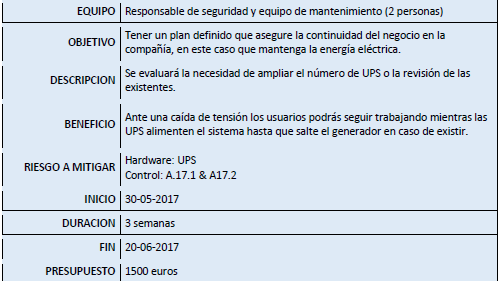 EQUIPO Responsable de seguridad y equipo de mantenimiento (2 personas)
OBJETIVO Tener un plan definido que asegure la continuidad del negocio en la
compañía, en este caso que mantenga la energía eléctrica.
DESCRIPCION Se evaluará la necesidad de ampliar el número de UPS o la revisión de las
existentes.
BENEFICIO Ante una caída de tensión los usuarios podrás seguir trabajando mientras las
UPS alimenten el sistema hasta que salte el generador en caso de existir.
RIESGO A MITIGAR Hardware: UPS
Control: A.17.1 & A17.2
INICIO 30-05-2017
DURACION 3 semanas
FIN 20-06-2017
PRESUPUESTO 1500 euros